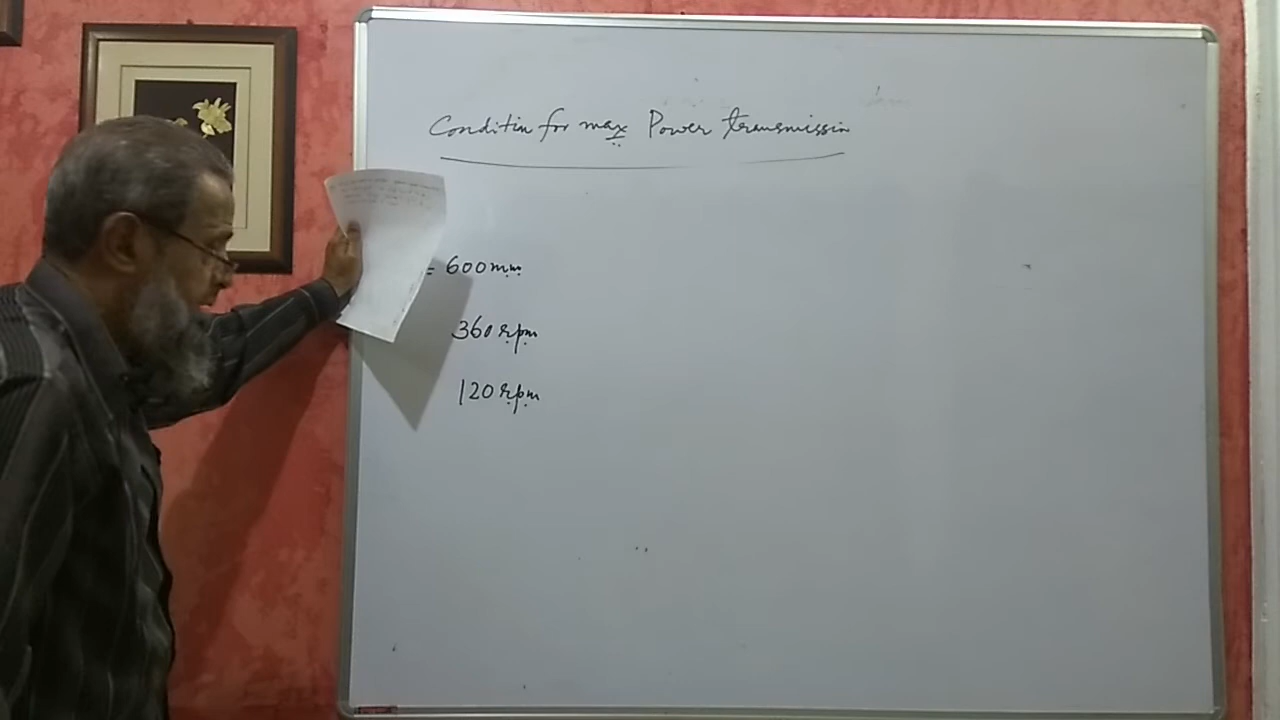 Conditin for max Power transmissin
= 600mm
360 rpm
120 rpm